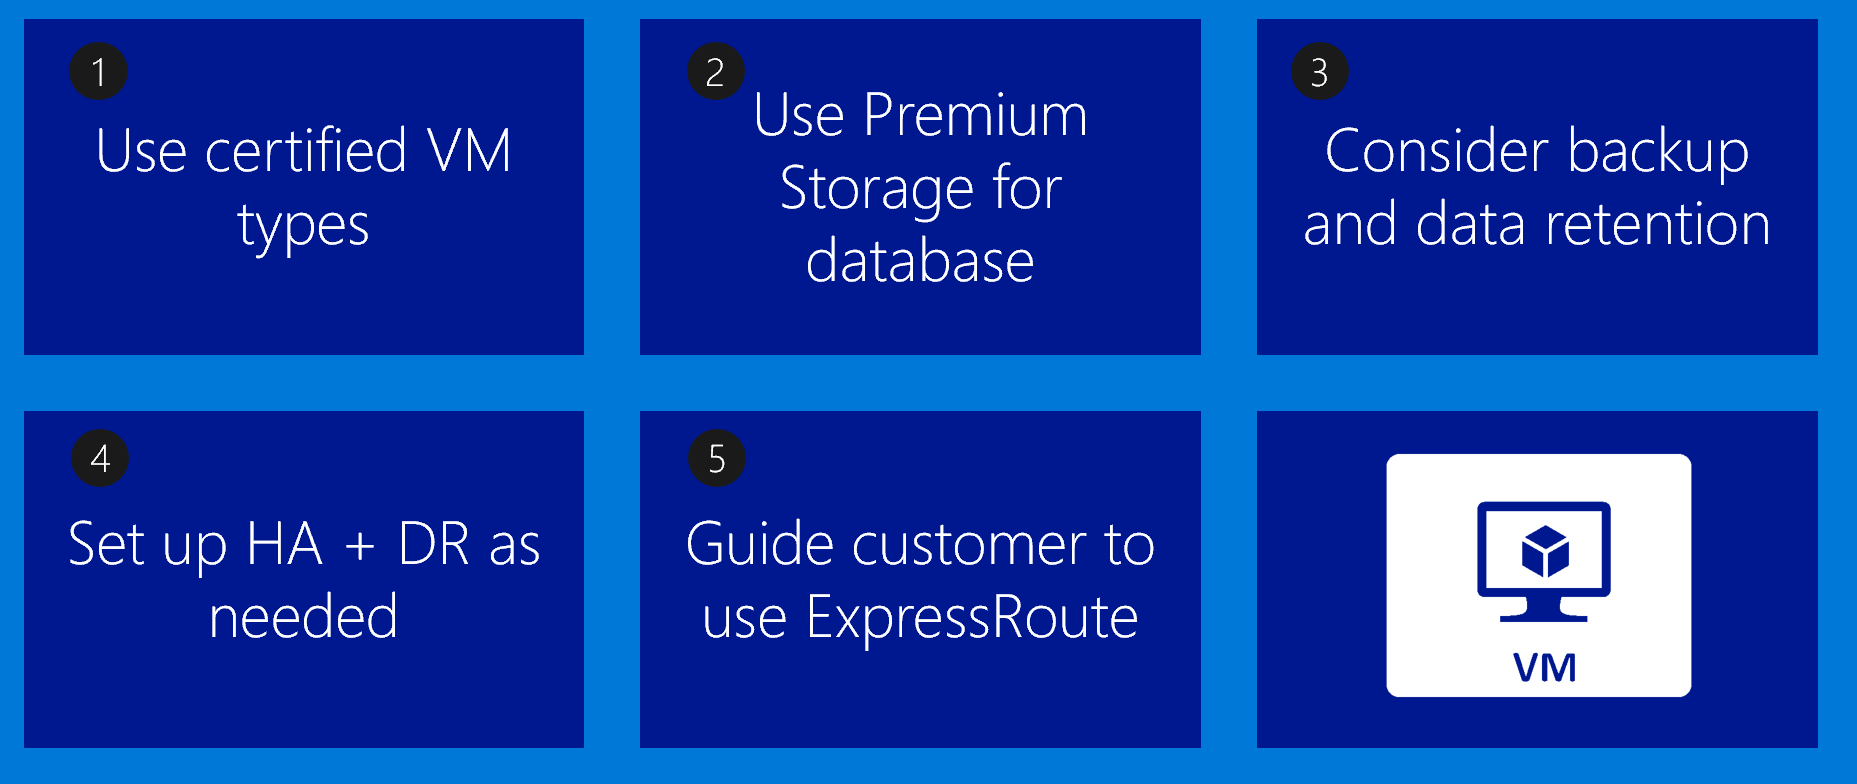 1
Use certified VM
types
2
Use Premium
Storage for
database
3
Consider backup
and data retention
4
Set up HA + DR as
needed
5
Guide customer to
use ExpressRoute
VM